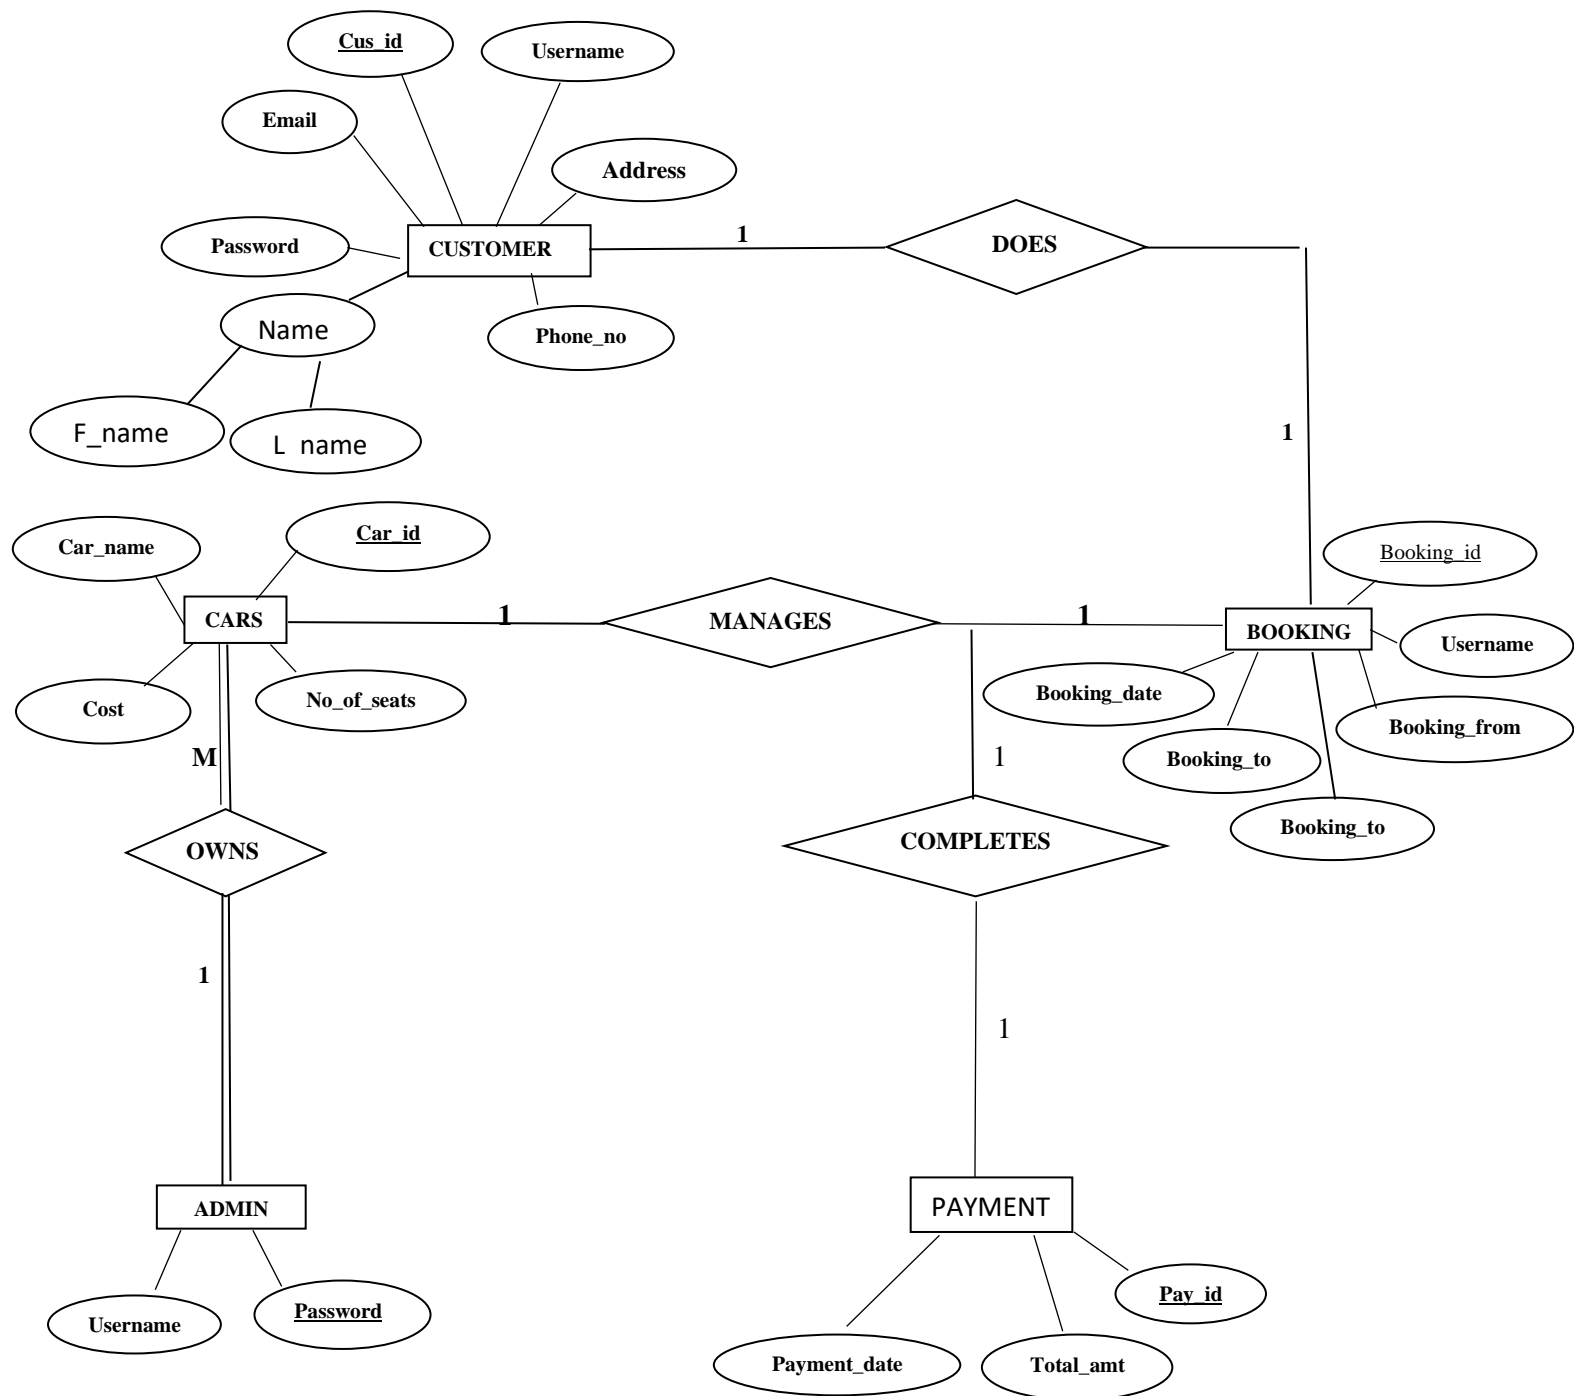 Cus_id
Username
Email
Address
Password
CUSTOMER
1
DOES
Name
Phone_no
F_name
L name
1
Car_name
Car_id
Booking_id
CARS
1
MANAGES
1
BOOKING
Username
Cost
No_of_seats
Booking_date
Booking_from
M
1
Booking_to
Booking_to
OWNS
COMPLETES
1
1
ADMIN
PAYMENT
Username
Password
Pay_id
Payment_date
Total_amt